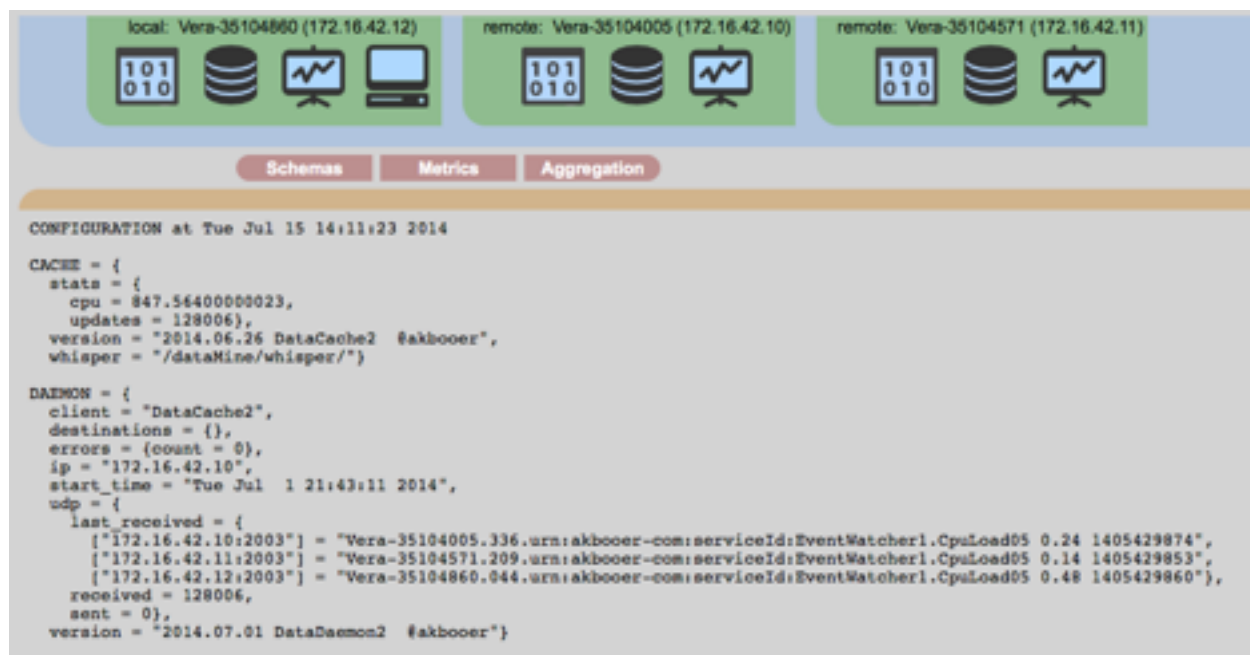 local: Vera-35104860 (172.16.42.12)
remote: Vera-35104005 (172.16.42.10)
remote: Vera-35104571 (172.16.42.11)
101
010
101
010
101
010
Schemas
Metrics
Aggregation
CONFIGURATION at Tue Jul 15 14:11:23 2014
CACHE = {
stats = {
cpu = 847.56400000023,
updates = 128006},
version = "2014.06.26 DataCache2 @akbooer",
whisper = "/dataMine/whisper/"}
DAEMON = {
client = "DataCache2",
destinations = {},
errors = {count = 0},
ip = "172.16.42.10",
start_time = "Tue Jul 1 21:43:11 2014",
udp = {
last_received = {
["172.16.42.10:2003"] = "Vera-35104005.336.urn:akbooer-com:serviceId:EventWatcher1.CpuLoad05 0.24 1405429874",
["172.16.42.11:2003"] = "Vera-35104571.209.urn:akbooer-com:serviceId:EventWatcher1.CpuLoad05 0.14 1405429853",
["172.16.42.12:2003"] = "Vera-35104860.044.urn:akbooer-com:serviceId:EventWatcher1.CpuLoad05 0.48 1405429860"},
received = 128006,
sent = 0},
version = "2014.07.01 DataDaemon2 @akbooer"}